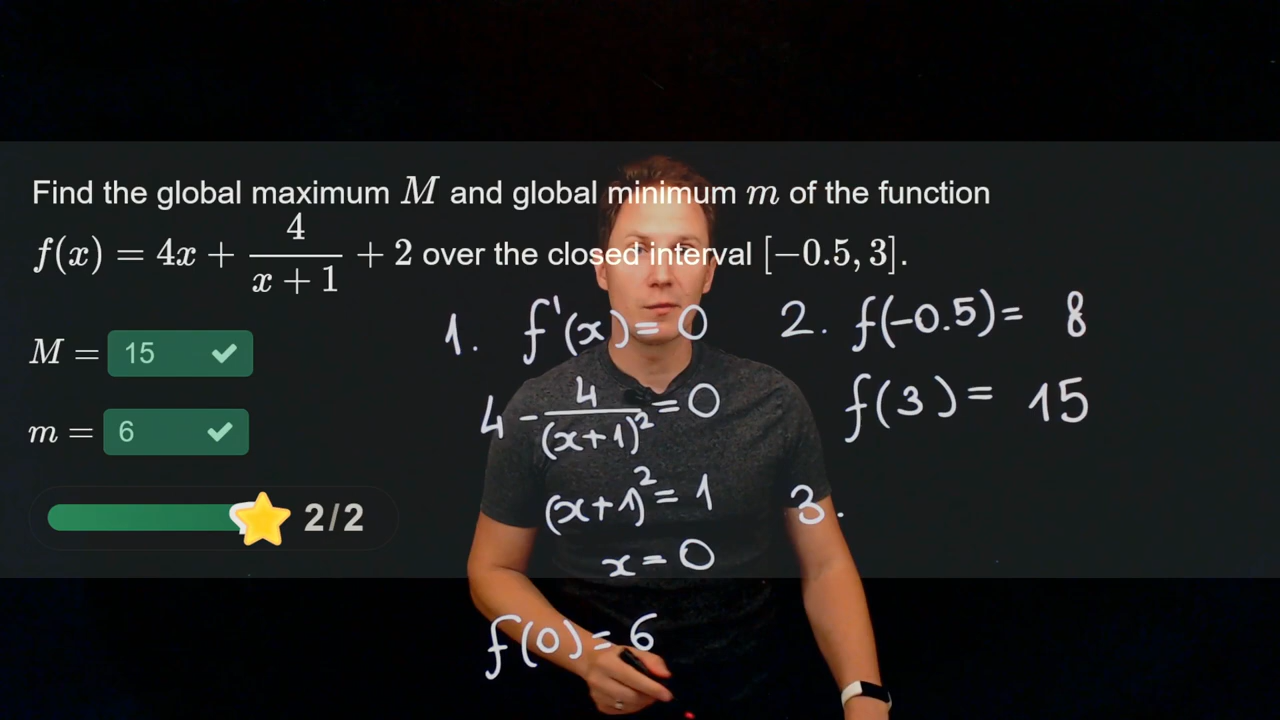 Find the global maximum M and global minimum m of the function
f(x) = 4x + 4/(x + 1) + 2 over the closed interval [−0.5, 3].
M = 15 ✓
m = 6 ✓
2/2
1. f'(x) = 0
4 − 4/(x+1)² = 0
(x+1)² = 1
x = 0
f(0) = 6
2. f(−0.5) = 8
f(3) = 15
3.